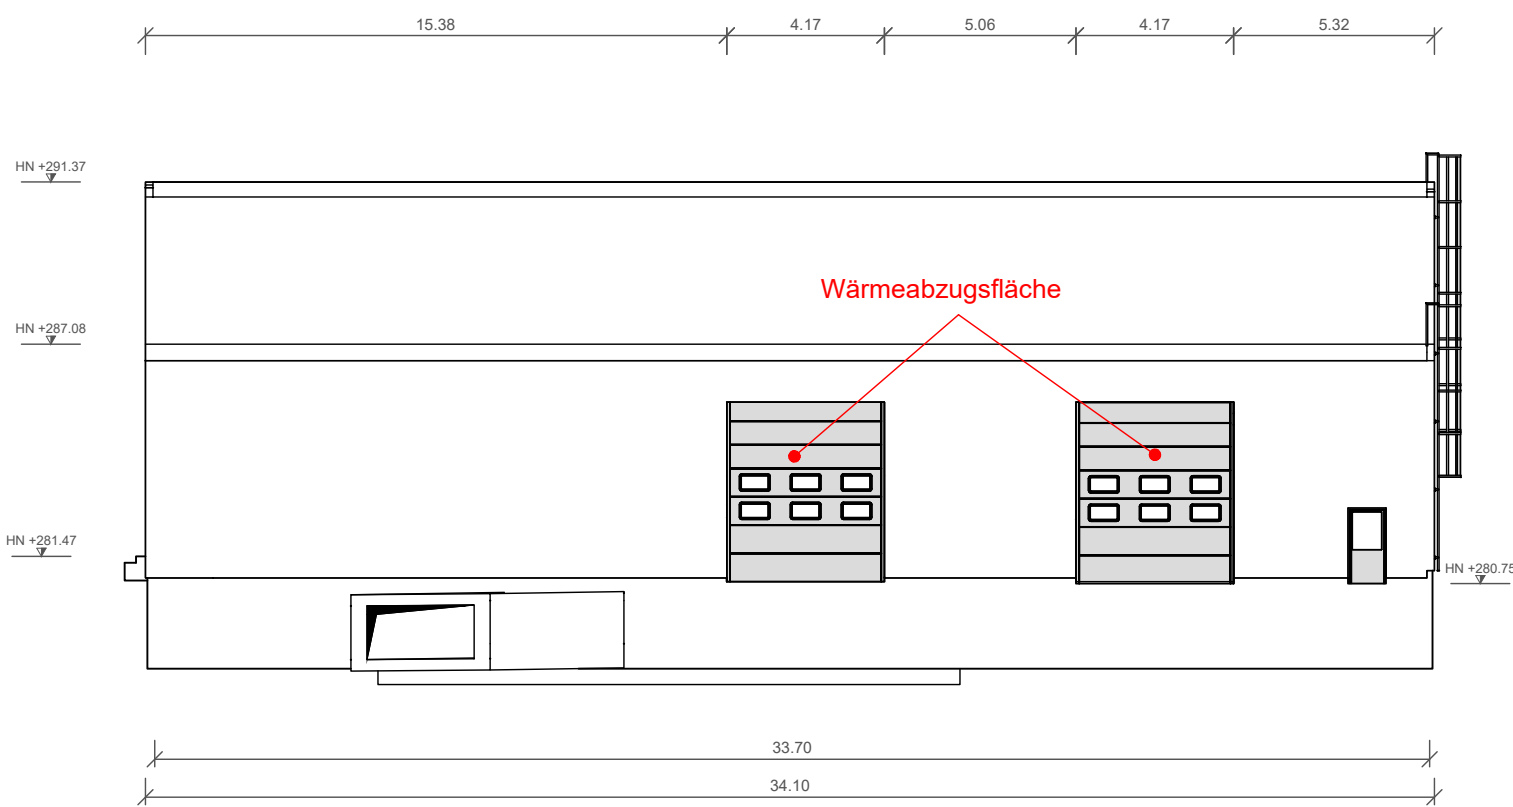 15.38 4.17 5.06 4.17 5.32
HN +291.37
Wärmeabzugsfläche
HN +287.08
HN +281.47
HN +280.75
33.70
34.10